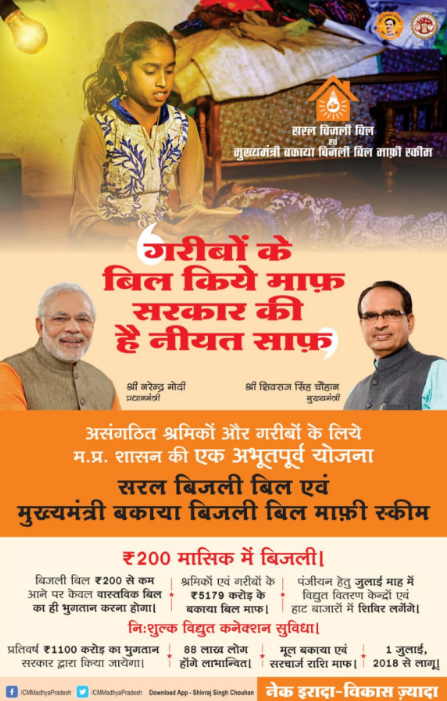 सरल बिजली बिल
एवं
मुख्यमंत्री बकाया बिजली बिल माफ़ी स्कीम
‘गरीबों के
बिल किये माफ़
सरकार की
है नीयत साफ़’
श्री नरेन्द्र मोदी
प्रधानमंत्री
श्री शिवराज सिंह चौहान
मुख्यमंत्री
असंगठित श्रमिकों और गरीबों के लिये
म.प्र. शासन की एक अभूतपूर्व योजना
सरल बिजली बिल एवं
मुख्यमंत्री बकाया बिजली बिल माफ़ी स्कीम
₹200 मासिक में बिजली।
बिजली बिल ₹200 से कम
आने पर केवल वास्तविक बिल
का ही भुगतान करना होगा।
श्रमिकों एवं गरीबों के
₹5179 करोड़ के
बकाया बिल माफ।
पंजीयन हेतु जुलाई माह में
विद्युत वितरण केन्द्रों एवं
हाट बाजारों में शिविर लगेंगे।
निःशुल्क विद्युत कनेक्शन सुविधा।
प्रतिवर्ष ₹1100 करोड़ का भुगतान
सरकार द्वारा किया जायेगा।
88 लाख लोग
होंगे लाभान्वित।
मूल बकाया एवं
सरचार्ज राशि माफ।
1 जुलाई,
2018 से लागू।
/CMMadhyaPradesh
/CMMadhyaPradesh
Download App - Shivraj Singh Chouhan
नेक इरादा-विकास ज़्यादा